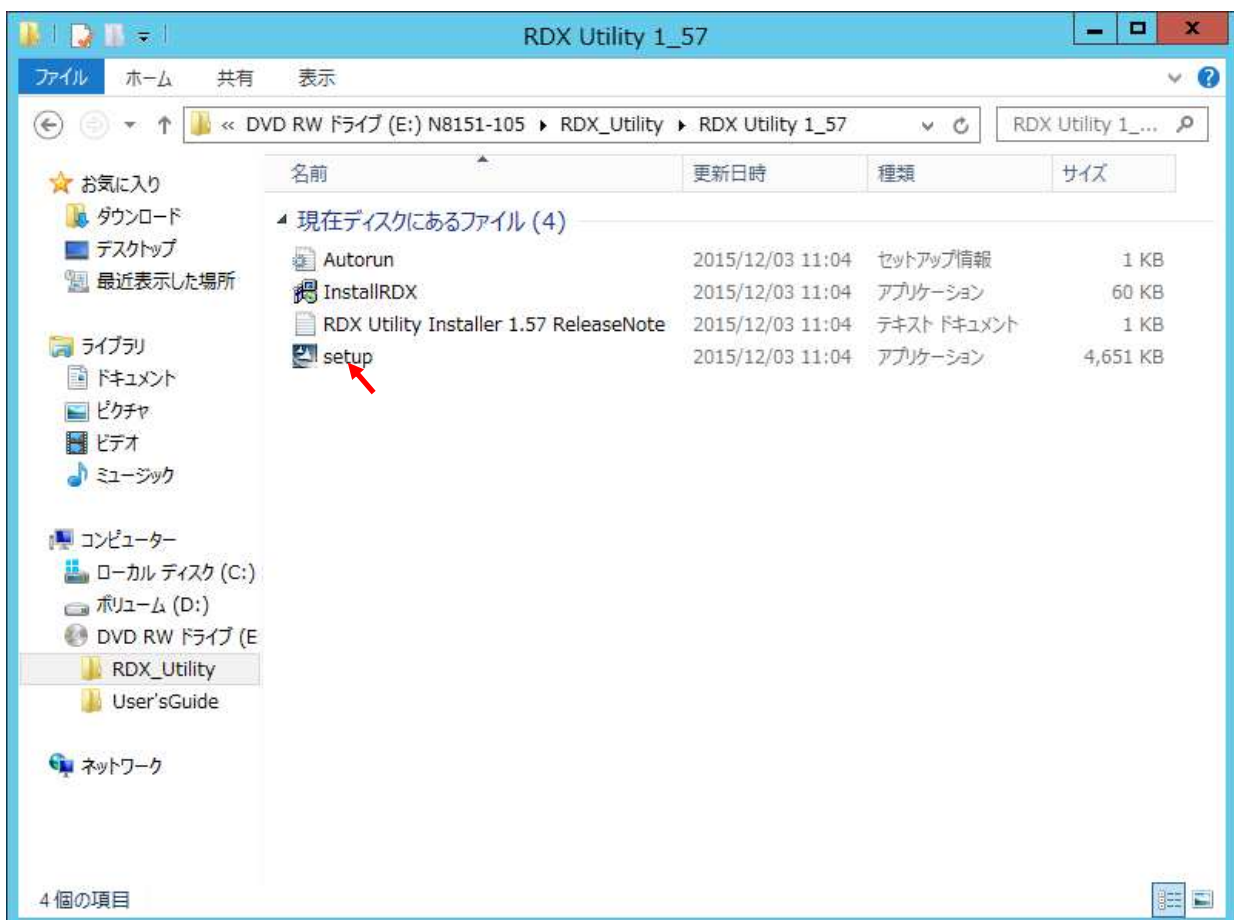 RDX Utility 1_57
ファイル ホーム 共有 表示
« DVD RW ドライブ (E:) N8151-105 RDX_Utility RDX Utility 1_57 RDX Utility 1_...
お気に入り
ダウンロード
デスクトップ
最近表示した場所
ライブラリ
ドキュメント
ピクチャ
ビデオ
ミュージック
コンピューター
ローカル ディスク (C:)
ボリューム (D:)
DVD RW ドライブ (E
RDX_Utility
User'sGuide
ネットワーク
名前 更新日時 種類 サイズ
現在ディスクにあるファイル (4)
Autorun 2015/12/03 11:04 セットアップ情報 1 KB
InstallRDX 2015/12/03 11:04 アプリケーション 60 KB
RDX Utility Installer 1.57 ReleaseNote 2015/12/03 11:04 テキスト ドキュメント 1 KB
setup 2015/12/03 11:04 アプリケーション 4,651 KB
4 個の項目